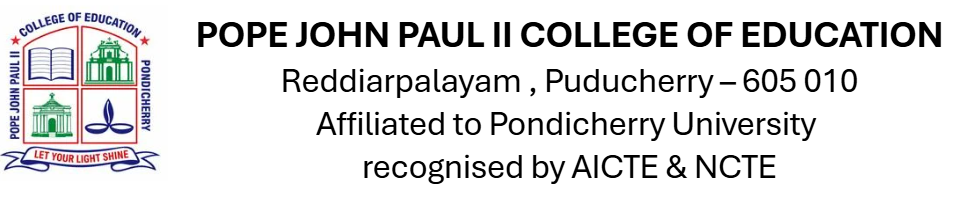 COLLEGE OF EDUCATION
POPE JOHN PAUL II
PONDICHERRY
LET YOUR LIGHT SHINE
POPE JOHN PAUL II COLLEGE OF EDUCATION
Reddiarpalayam , Puducherry – 605 010
Affiliated to Pondicherry University
recognised by AICTE & NCTE